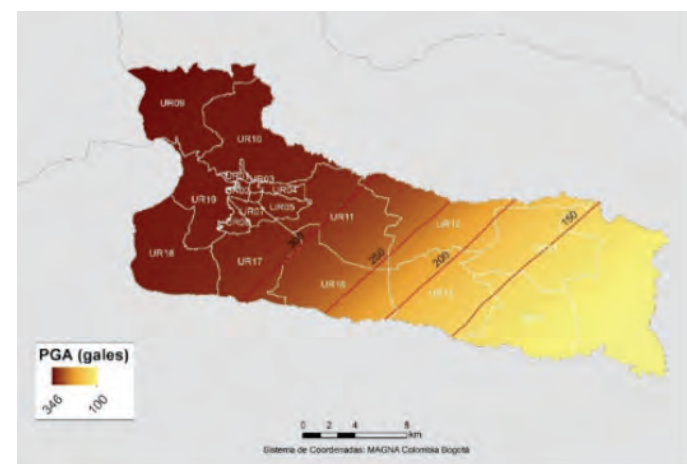 UR09
UR10
UR03
UR04
UR19
UR07
UR05
UR11
UR12
150
300
250
200
UR18
UR17
UR16
PGA (gales)
346
100
0 2 4 8
km
Sistema de Coordenadas: MAGNA Colombia Bogotá